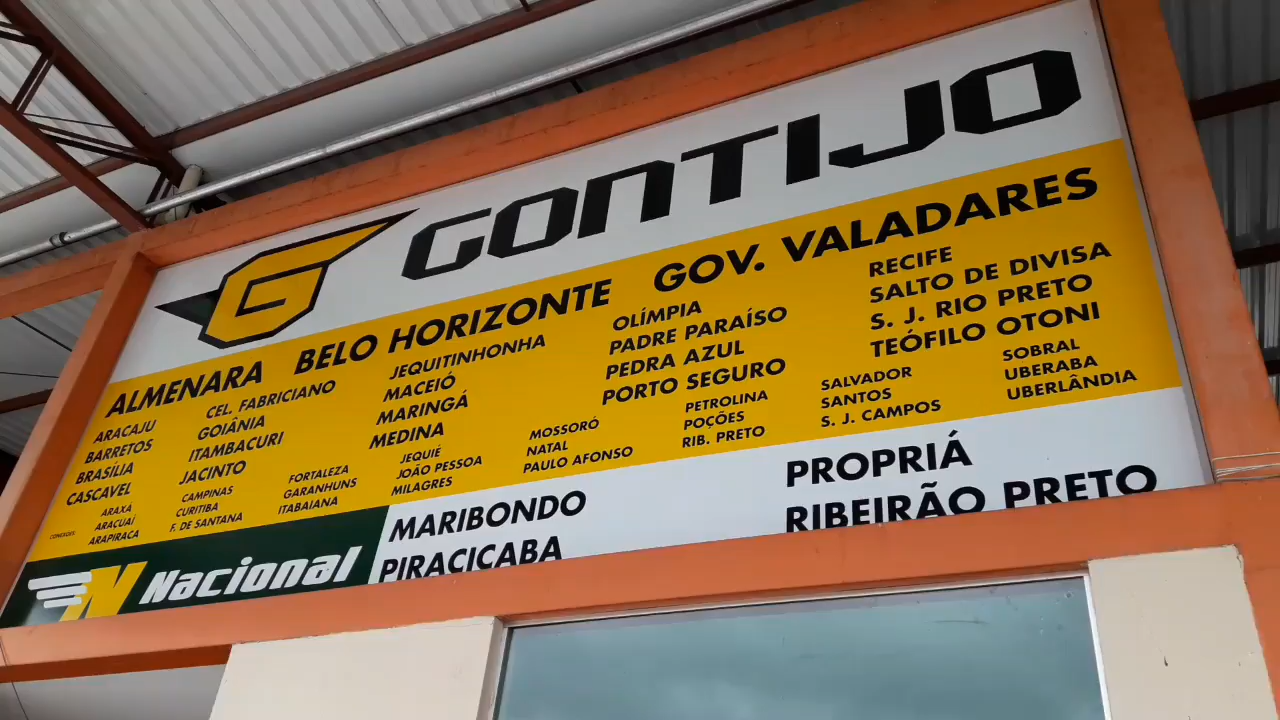 GONTIJO
ALMENARA BELO HORIZONTE GOV. VALADARES
ARACAJU
BARRETOS
BRASÍLIA
CASCAVEL
CEL. FABRICIANO
GOIÂNIA
ITAMBACURI
JACINTO
JEQUITINHONHA
MACEIÓ
MARINGÁ
MEDINA
OLÍMPIA
PADRE PARAÍSO
PEDRA AZUL
PORTO SEGURO
RECIFE
SALTO DE DIVISA
S. J. RIO PRETO
TEÓFILO OTONI
CONEXÕES:
ARAXÁ
ARAÇUAÍ
ARAPIRACA
CAMPINAS
CURITIBA
F. DE SANTANA
FORTALEZA
GARANHUNS
ITABAIANA
JEQUIÉ
JOÃO PESSOA
MILAGRES
MOSSORÓ
NATAL
PAULO AFONSO
PETROLINA
POÇÕES
RIB. PRETO
SALVADOR
SANTOS
S. J. CAMPOS
SOBRAL
UBERABA
UBERLÂNDIA
N Nacional
MARIBONDO
PIRACICABA
PROPRIÁ
RIBEIRÃO PRETO